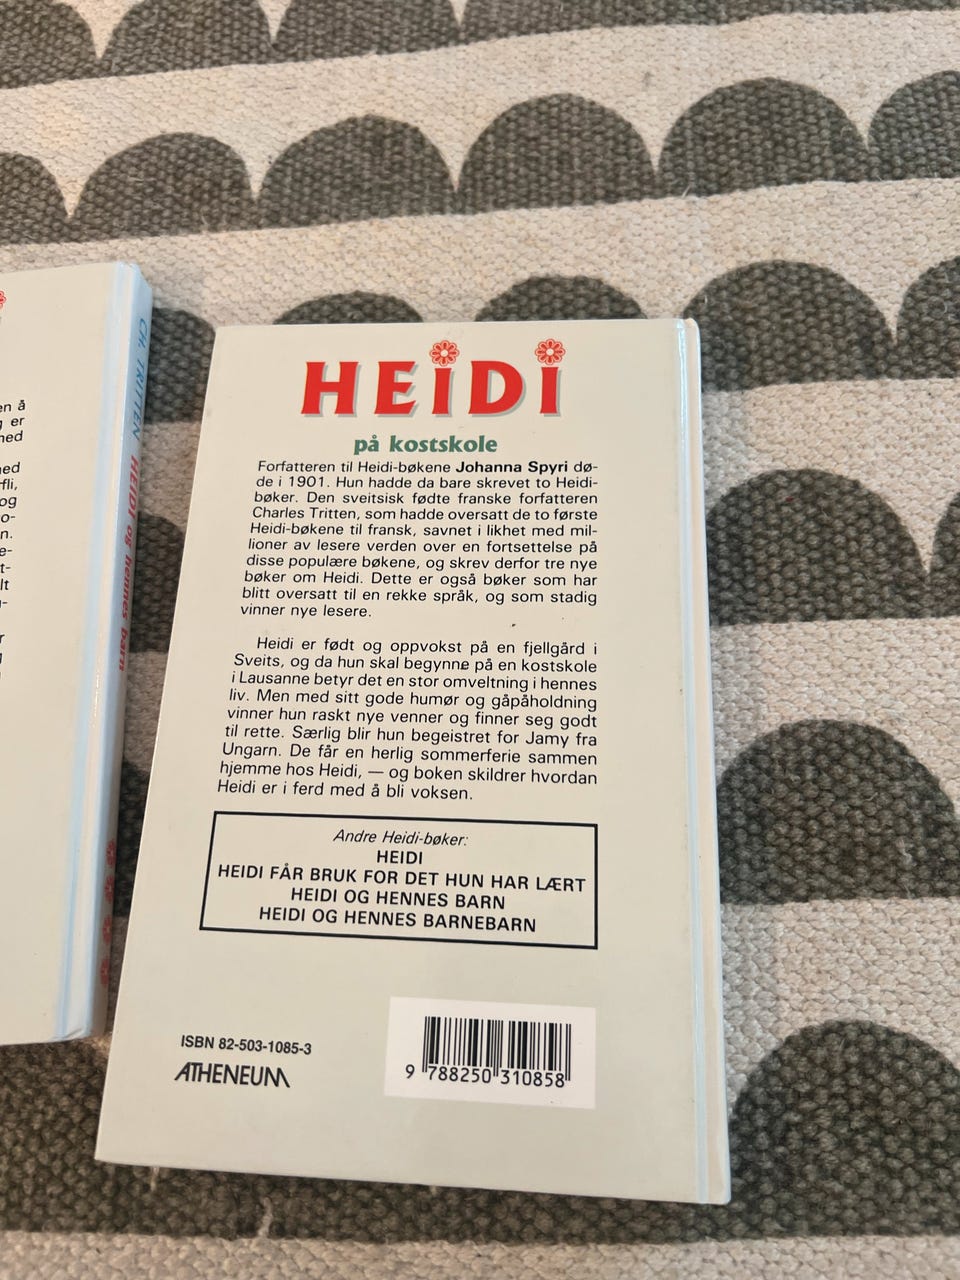 en å
g er
ned
ned
fli,
og
o-
n.
e-
t-
lt
r
CH. TRITTEN HEIDI og hennes barn
HEIDI
på kostskole
Forfatteren til Heidi-bøkene Johanna Spyri dø-
de i 1901. Hun hadde da bare skrevet to Heidi-
bøker. Den sveitsisk fødte franske forfatteren
Charles Tritten, som hadde oversatt de to første
Heidi-bøkene til fransk, savnet i likhet med mil-
lioner av lesere verden over en fortsettelse på
disse populære bøkene, og skrev derfor tre nye
bøker om Heidi. Dette er også bøker som har
blitt oversatt til en rekke språk, og som stadig
vinner nye lesere.
Heidi er født og oppvokst på en fjellgård i
Sveits, og da hun skal begynne på en kostskole
i Lausanne betyr det en stor omveltning i hennes
liv. Men med sitt gode humør og gåpåholdning
vinner hun raskt nye venner og finner seg godt
til rette. Særlig blir hun begeistret for Jamy fra
Ungarn. De får en herlig sommerferie sammen
hjemme hos Heidi, — og boken skildrer hvordan
Heidi er i ferd med å bli voksen.
Andre Heidi-bøker:
HEIDI
HEIDI FÅR BRUK FOR DET HUN HAR LÆRT
HEIDI OG HENNES BARN
HEIDI OG HENNES BARNEBARN
ISBN 82-503-1085-3
ATHENEUM
9 788250 310858